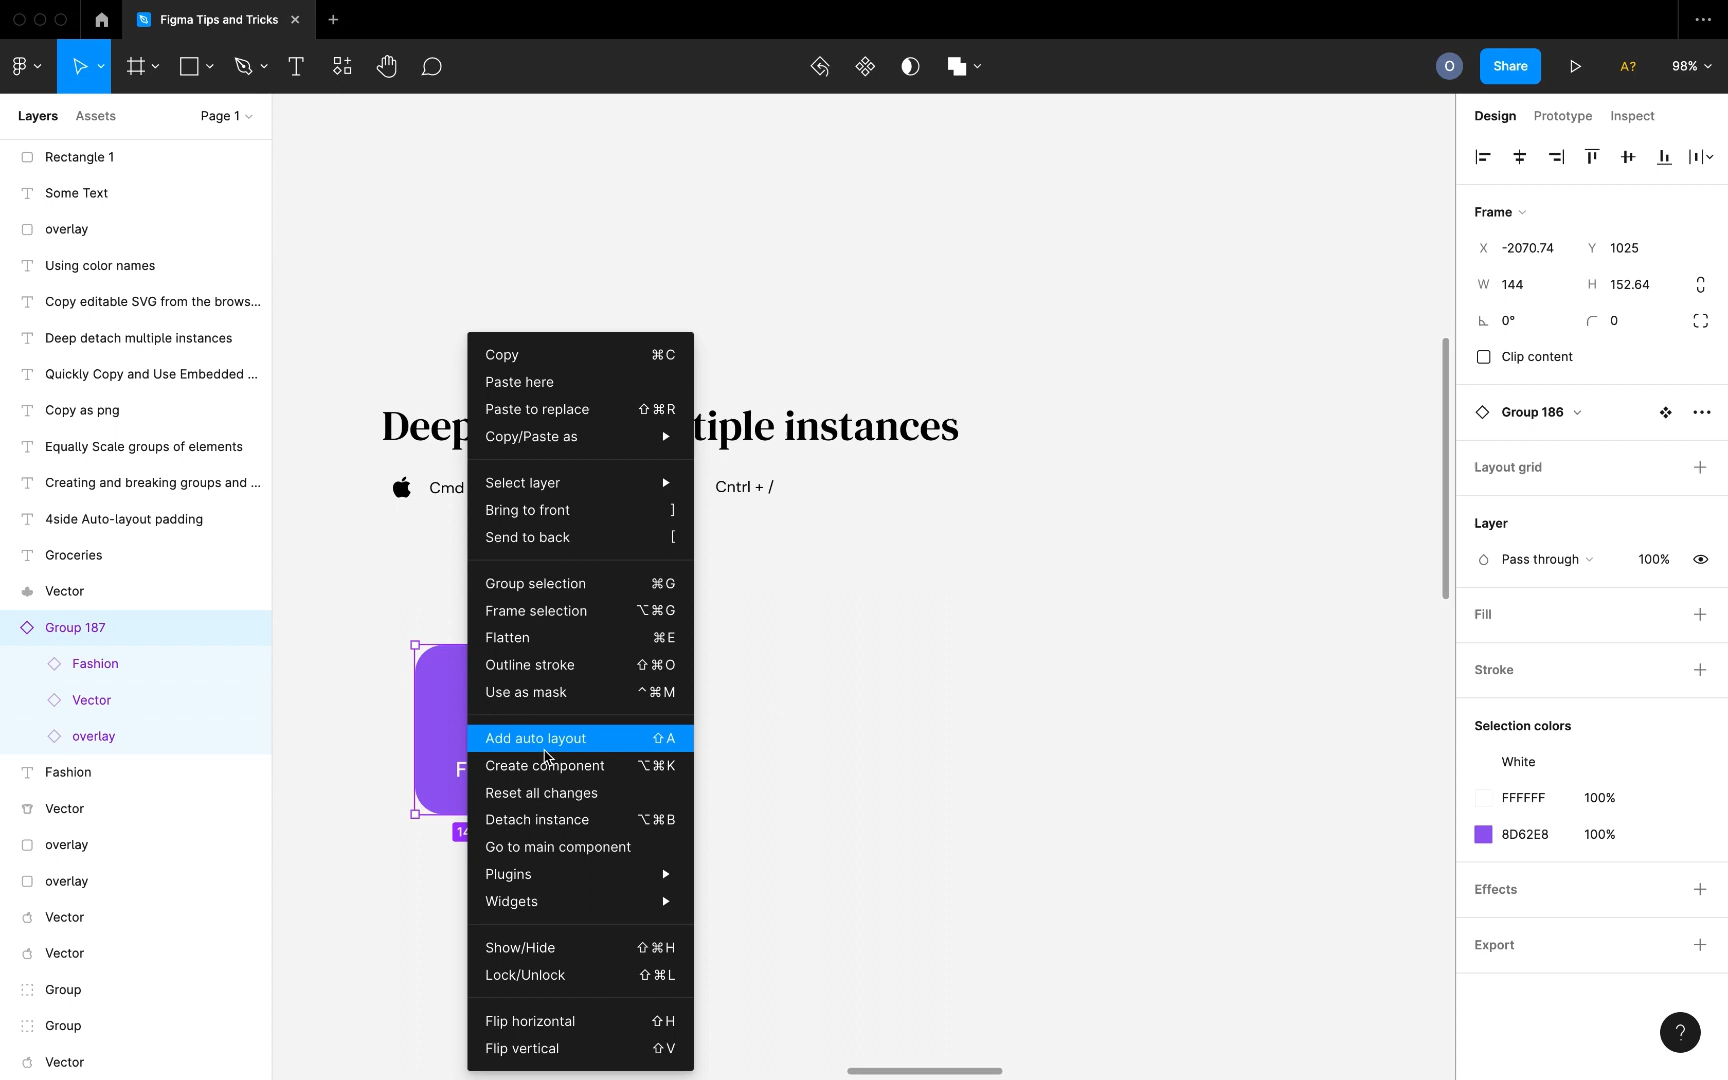 Figma Tips and Tricks
O
Share
A?
98%
Layers
Assets
Page 1
Rectangle 1
Some Text
overlay
Using color names
Copy editable SVG from the brows...
Deep detach multiple instances
Quickly Copy and Use Embedded ...
Copy as png
Equally Scale groups of elements
Creating and breaking groups and ...
4side Auto-layout padding
Groceries
Vector
Group 187
Fashion
Vector
overlay
Fashion
Vector
overlay
overlay
Vector
Vector
Group
Group
Vector
Deep
tiple instances
Cmd
Cntrl + /
F
14
Copy ⌘C
Paste here
Paste to replace ⇧⌘R
Copy/Paste as
Select layer
Bring to front ]
Send to back [
Group selection ⌘G
Frame selection ⌥⌘G
Flatten ⌘E
Outline stroke ⇧⌘O
Use as mask ^⌘M
Add auto layout ⇧A
Create component ⌥⌘K
Reset all changes
Detach instance ⌥⌘B
Go to main component
Plugins
Widgets
Show/Hide ⇧⌘H
Lock/Unlock ⇧⌘L
Flip horizontal ⇧H
Flip vertical ⇧V
Design
Prototype
Inspect
Frame
X -2070.74 Y 1025
W 144 H 152.64
0° 0
Clip content
Group 186
Layout grid
Layer
Pass through 100%
Fill
Stroke
Selection colors
White
FFFFFF 100%
8D62E8 100%
Effects
Export
?